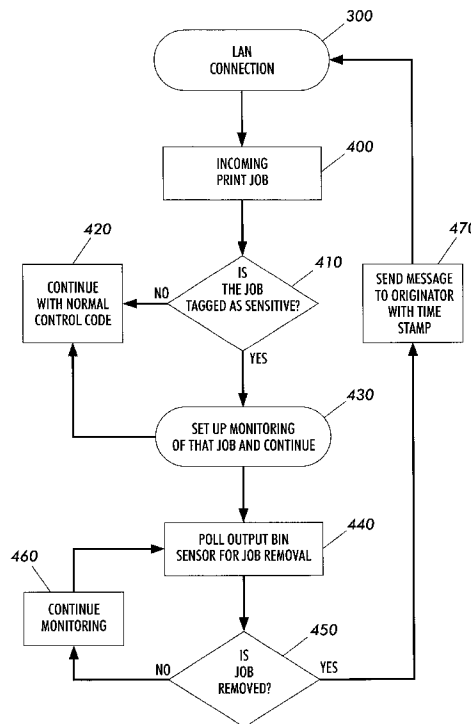 300
LAN
CONNECTION
400
INCOMING
PRINT JOB
470
SEND MESSAGE
TO ORIGINATOR
WITH TIME
STAMP
420
CONTINUE
WITH NORMAL
CONTROL CODE
410
IS
THE JOB
TAGGED AS SENSITIVE?
NO
YES
430
SET UP MONITORING
OF THAT JOB AND CONTINUE
440
POLL OUTPUT BIN
SENSOR FOR JOB REMOVAL
460
CONTINUE
MONITORING
450
IS
JOB
REMOVED?
NO
YES